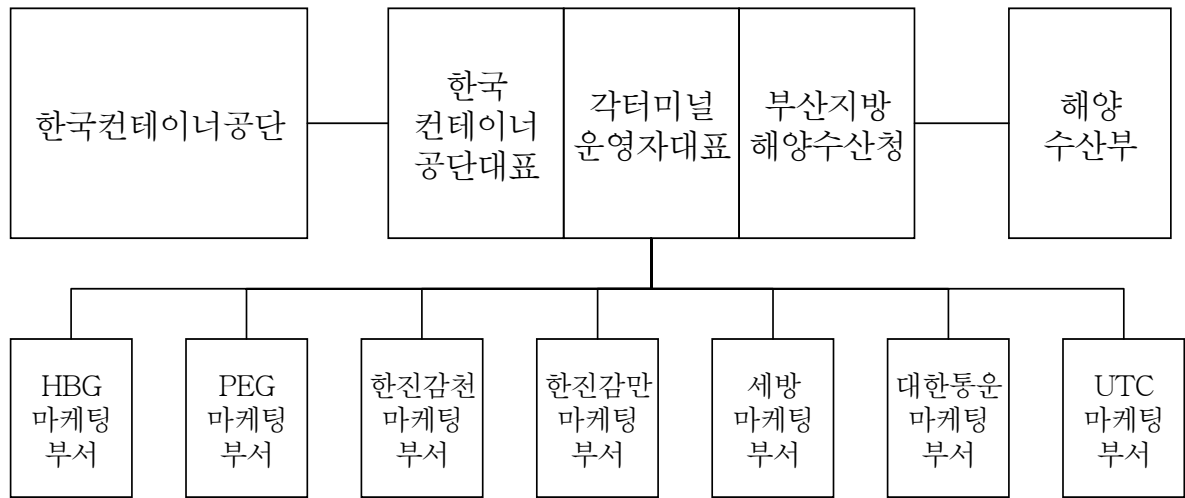 한국컨테이너공단
한국
컨테이너
공단대표
각터미널
운영자대표
부산지방
해양수산청
해양
수산부
HBG
마케팅
부서
PEG
마케팅
부서
한진감천
마케팅
부서
한진감만
마케팅
부서
세방
마케팅
부서
대한통운
마케팅
부서
UTC
마케팅
부서